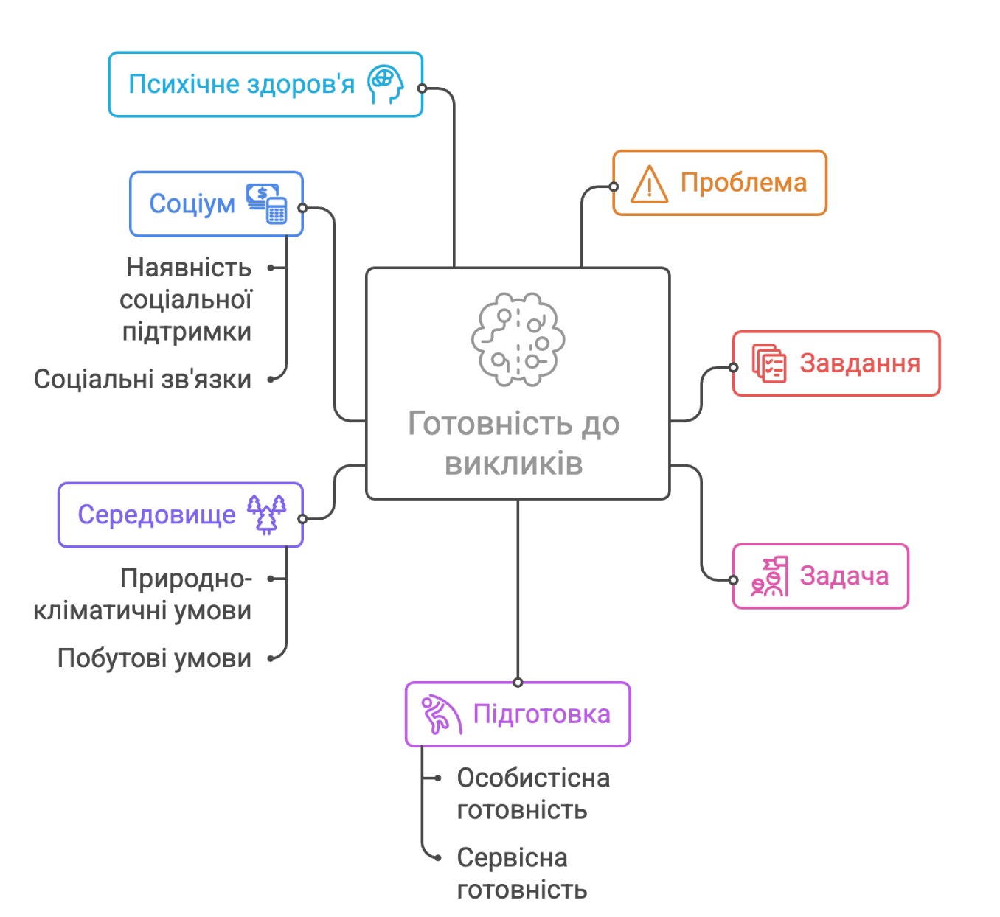 Психічне здоров'я
Соціум
Наявність
соціальної
підтримки
Соціальні зв'язки
Середовище
Природно-
кліматичні умови
Побутові умови
Готовність до
викликів
Проблема
Завдання
Задача
Підготовка
Особистісна
готовність
Сервісна
готовність